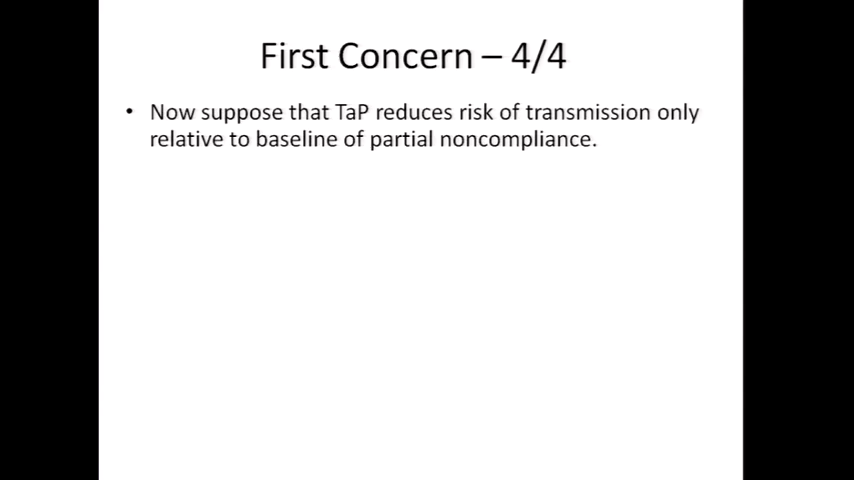 First Concern – 4/4
• Now suppose that TaP reduces risk of transmission only
relative to baseline of partial noncompliance.